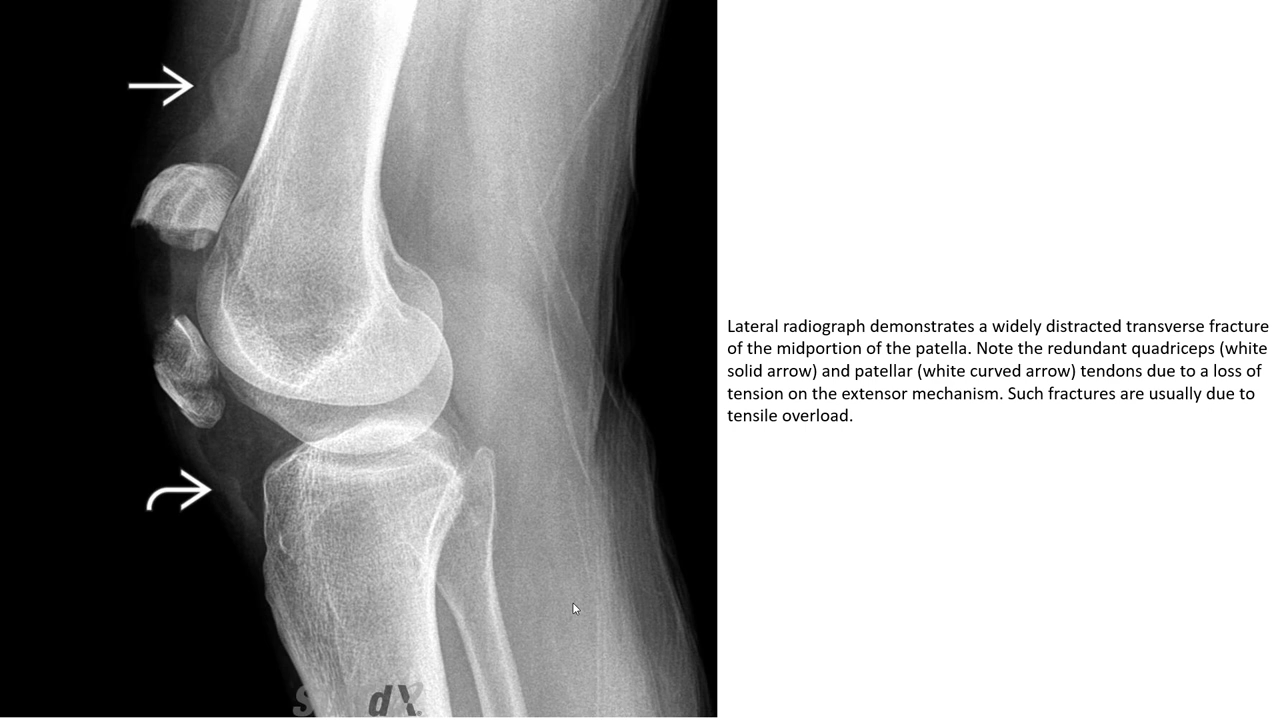 Lateral radiograph demonstrates a widely distracted transverse fracture
of the midportion of the patella. Note the redundant quadriceps (white
solid arrow) and patellar (white curved arrow) tendons due to a loss of
tension on the extensor mechanism. Such fractures are usually due to
tensile overload.